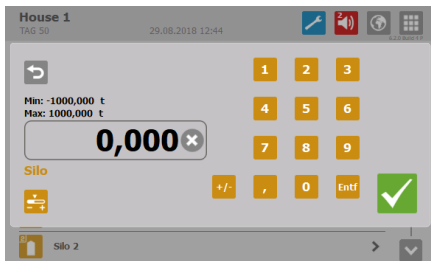 House 1
TAG 50
29.08.2018 12:44
2
Min: -1000,000 t
Max: 1000,000 t
0,000
Silo
1 2 3
4 5 6
7 8 9
+/- , 0 Entf
Silo 2